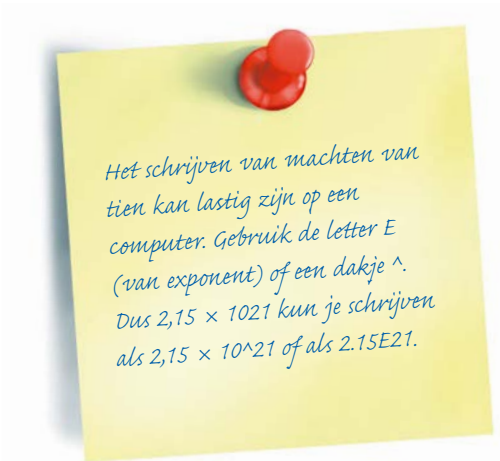 Het schrijven van machten van
tien kan lastig zijn op een
computer. Gebruik de letter E
(van exponent) of een dakje ^.
Dus 2,15 × 1021 kun je schrijven
als 2,15 × 10^21 of als 2.15E21.